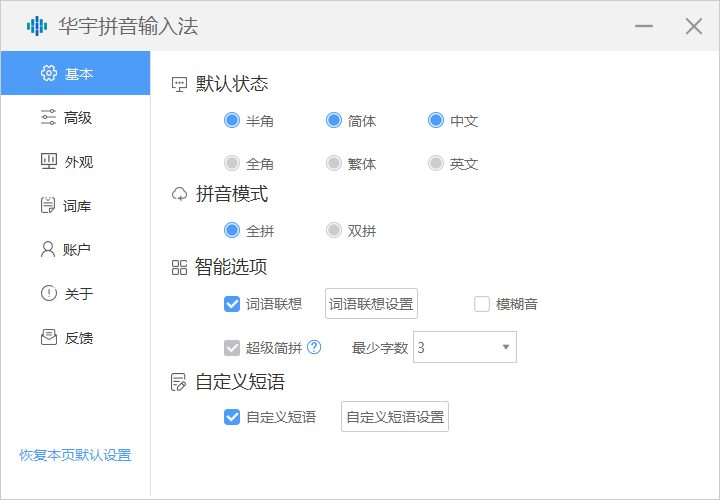 华宇拼音输入法
基本
高级
外观
词库
账户
关于
反馈
恢复本页默认设置
默认状态
半角 简体 中文
全角 繁体 英文
拼音模式
全拼 双拼
智能选项
词语联想 词语联想设置 模糊音
超级简拼 ? 最少字数 3
自定义短语
自定义短语 自定义短语设置